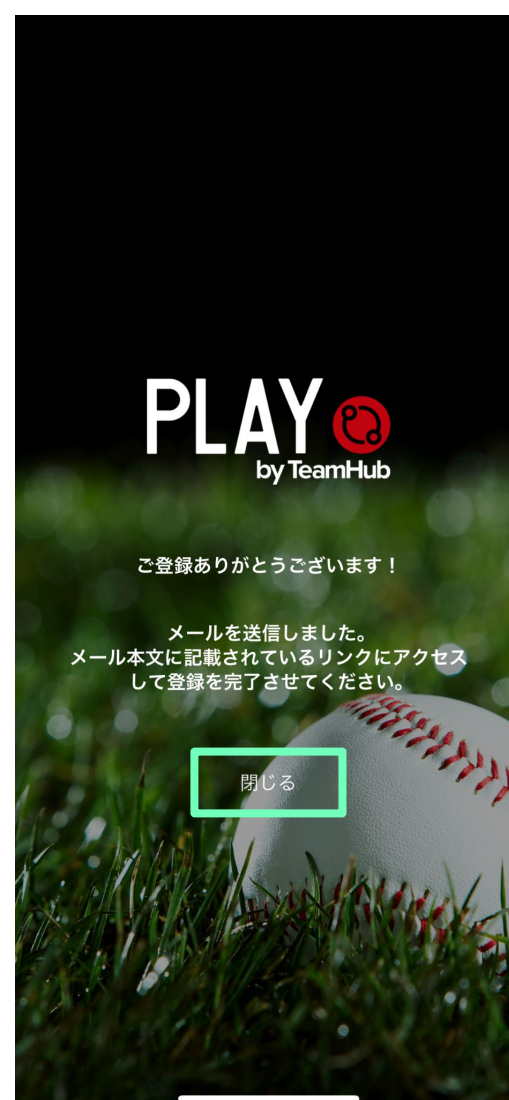 PLAY
by TeamHub
ご登録ありがとうございます！
メールを送信しました。
メール本文に記載されているリンクにアクセス
して登録を完了させてください。
閉じる